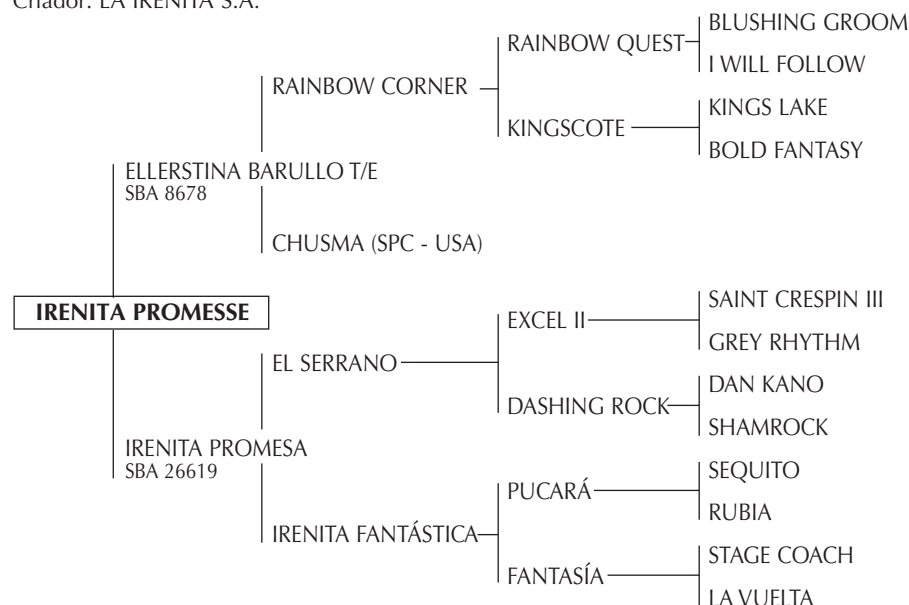 Criador: LA IRENITA S.A.
BLUSHING GROOM
RAINBOW QUEST
I WILL FOLLOW
RAINBOW CORNER
KINGS LAKE
KINGSCOTE
BOLD FANTASY
ELLERSTINA BARULLO T/E
SBA 8678
CHUSMA (SPC - USA)
IRENITA PROMESSE
SAINT CRESPIN III
EXCEL II
GREY RHYTHM
EL SERRANO
DAN KANO
DASHING ROCK
SHAMROCK
IRENITA PROMESA
SBA 26619
SEQUITO
PUCARÁ
RUBIA
IRENITA FANTÁSTICA
STAGE COACH
FANTASÍA
LA VUELTA